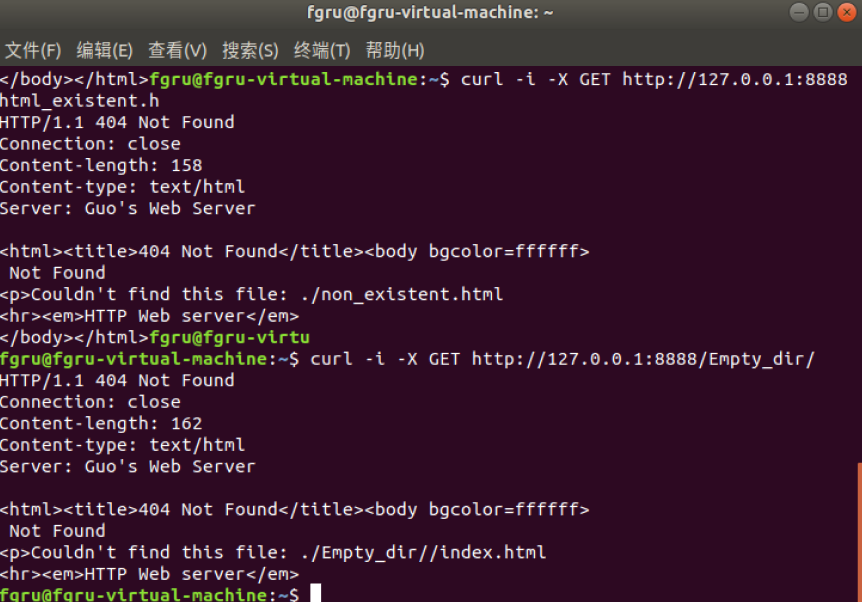 fgru@fgru-virtual-machine: ~
文件(F) 编辑(E) 查看(V) 搜索(S) 终端(T) 帮助(H)
</body></html>fgru@fgru-virtual-machine:~$ curl -i -X GET http://127.0.0.1:8888
html_existent.h
HTTP/1.1 404 Not Found
Connection: close
Content-length: 158
Content-type: text/html
Server: Guo's Web Server
<html><title>404 Not Found</title><body bgcolor=ffffff>
Not Found
<p>Couldn't find this file: ./non_existent.html
<hr><em>HTTP Web server</em>
</body></html>fgru@fgru-virtu
fgru@fgru-virtual-machine:~$ curl -i -X GET http://127.0.0.1:8888/Empty_dir/
HTTP/1.1 404 Not Found
Connection: close
Content-length: 162
Content-type: text/html
Server: Guo's Web Server
<html><title>404 Not Found</title><body bgcolor=ffffff>
Not Found
<p>Couldn't find this file: ./Empty_dir//index.html
<hr><em>HTTP Web server</em>
fgru@fgru-virtual-machine:~$